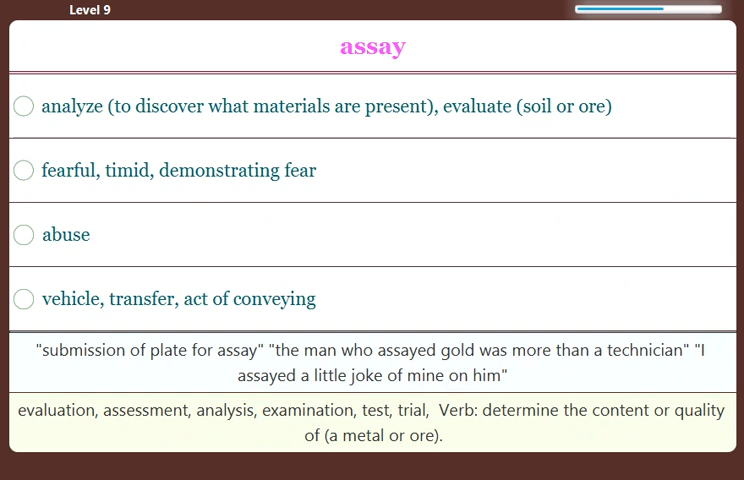 Level 9
assay
analyze (to discover what materials are present), evaluate (soil or ore)
fearful, timid, demonstrating fear
abuse
vehicle, transfer, act of conveying
"submission of plate for assay" "the man who assayed gold was more than a technician" "I
assayed a little joke of mine on him"
evaluation, assessment, analysis, examination, test, trial,  Verb: determine the content or quality
of (a metal or ore).